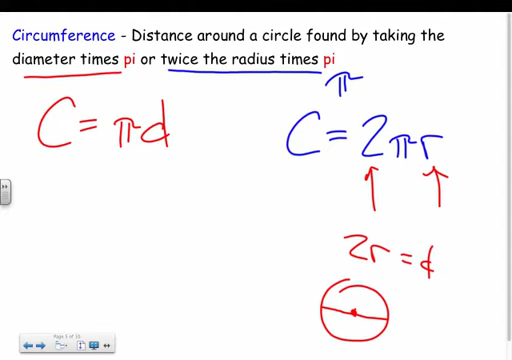 Circumference - Distance around a circle found by taking the
diameter times pi or twice the radius times pi
π
C = πd
C = 2πr
2r = d
Page 5 of 10